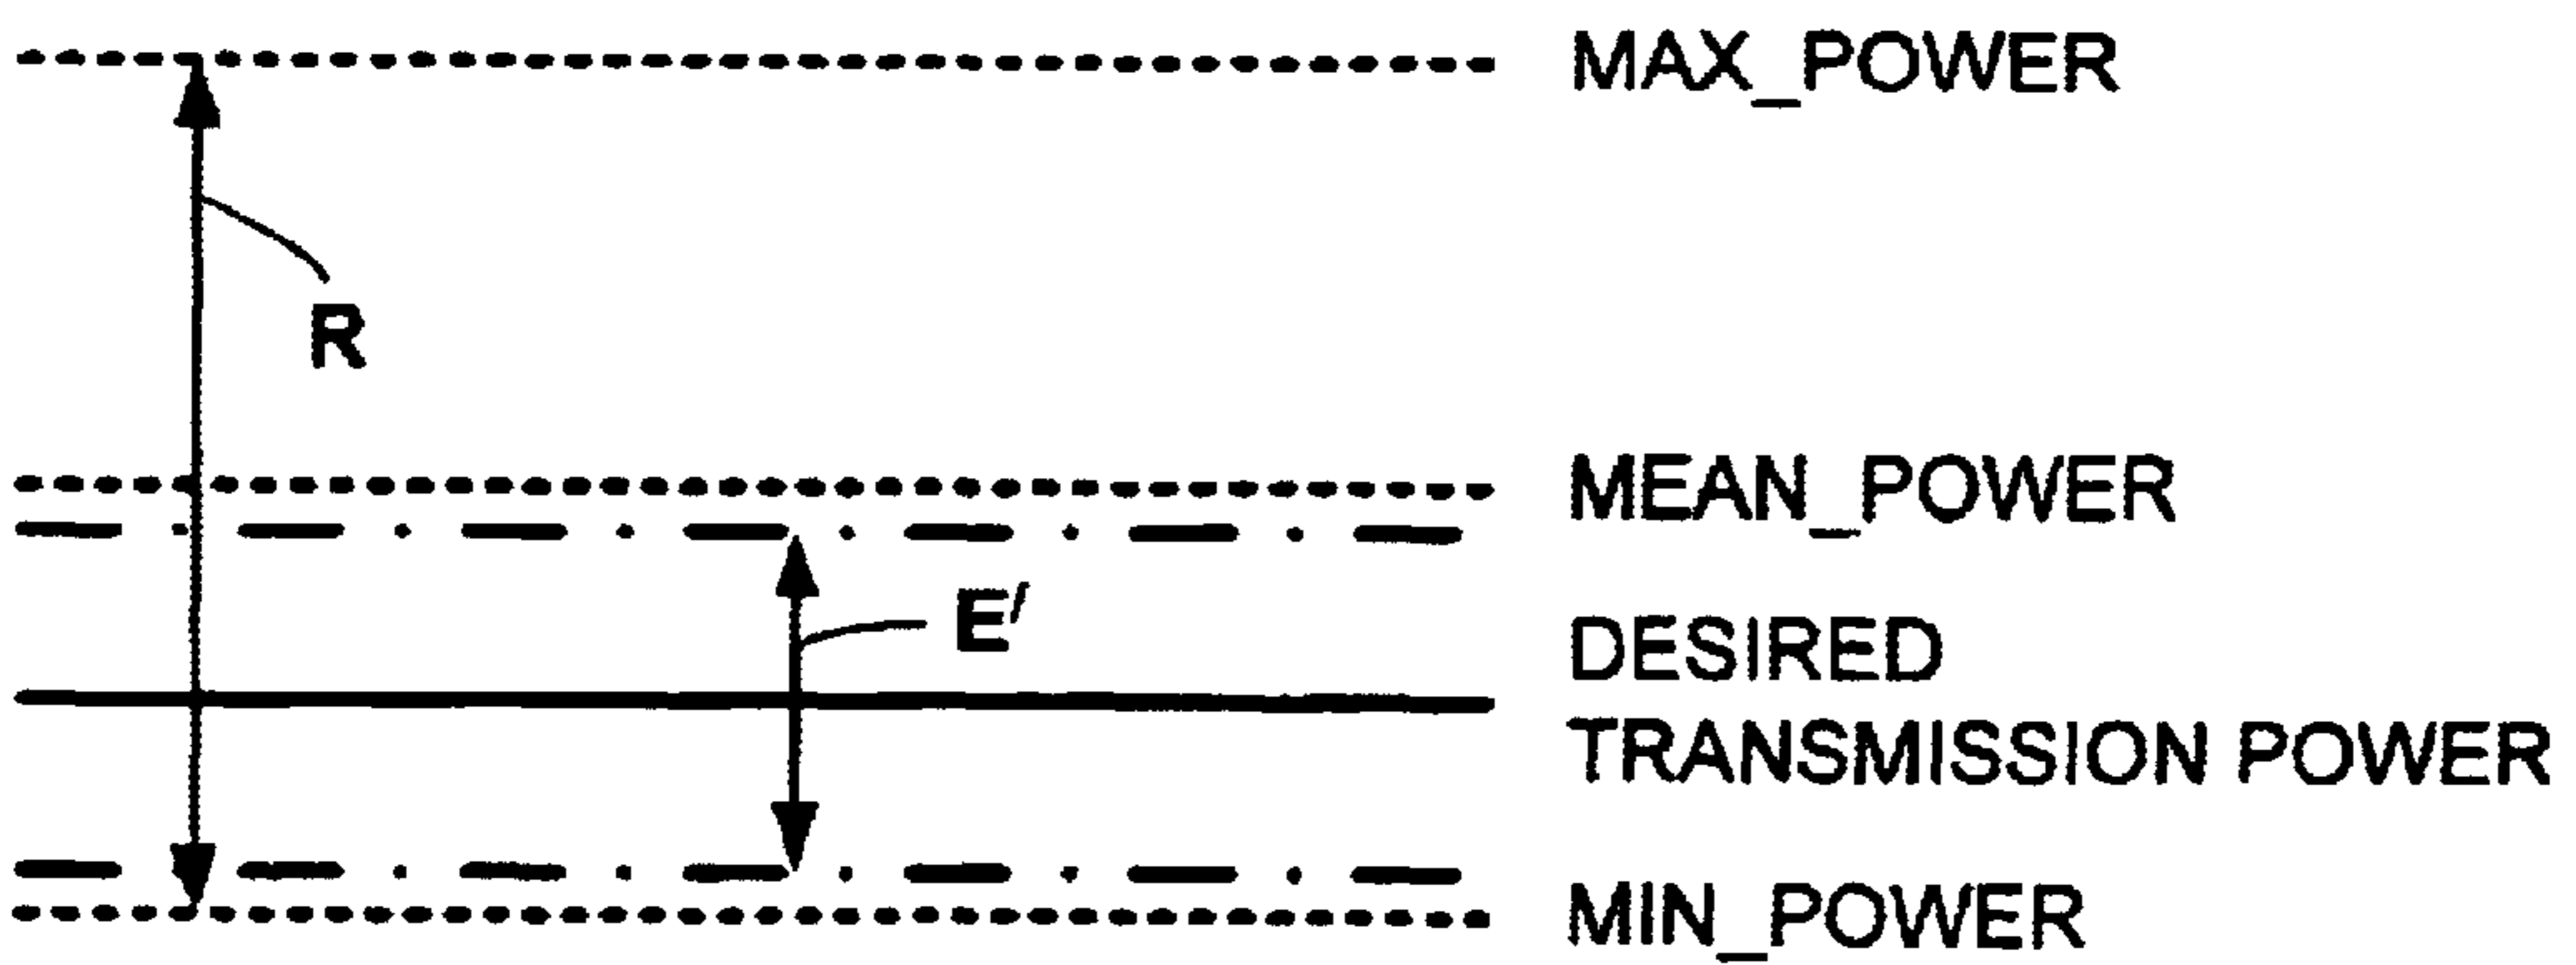 MAX_POWER
R
MEAN_POWER
E'
DESIRED
TRANSMISSION POWER
MIN_POWER